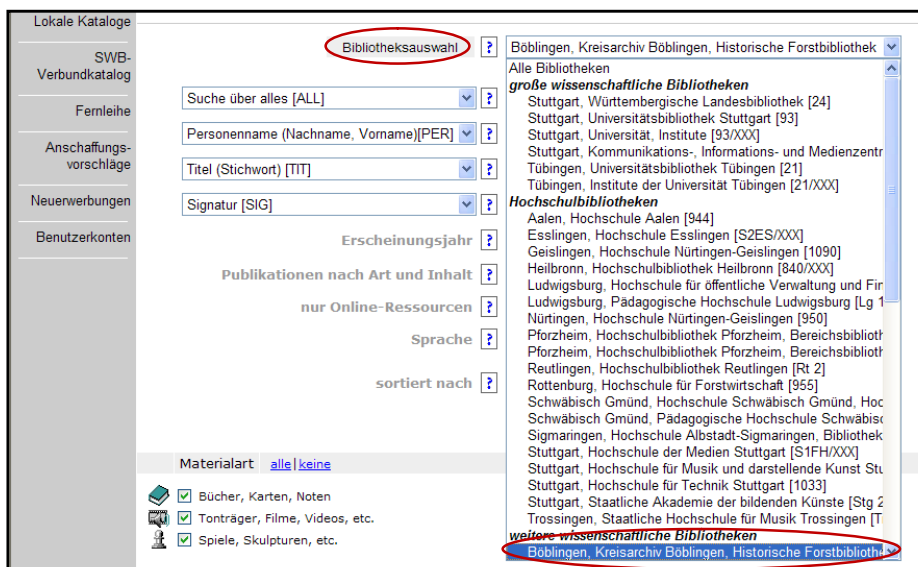 Lokale Kataloge
SWB-
Verbundkatalog
Fernleihe
Anschaffungs-
vorschläge
Neuerwerbungen
Benutzerkonten
Bibliotheksauswahl ?
Suche über alles [ALL] ?
Personenname (Nachname, Vorname)[PER] ?
Titel (Stichwort) [TIT] ?
Signatur [SIG] ?
Erscheinungsjahr ?
Publikationen nach Art und Inhalt ?
nur Online-Ressourcen ?
Sprache ?
sortiert nach ?
Böblingen, Kreisarchiv Böblingen, Historische Forstbibliothek
Alle Bibliotheken
große wissenschaftliche Bibliotheken
Stuttgart, Württembergische Landesbibliothek [24]
Stuttgart, Universitätsbibliothek Stuttgart [93]
Stuttgart, Universität, Institute [93/XXX]
Stuttgart, Kommunikations-, Informations- und Medienzentr
Tübingen, Universitätsbibliothek Tübingen [21]
Tübingen, Institute der Universität Tübingen [21/XXX]
Hochschulbibliotheken
Aalen, Hochschule Aalen [944]
Esslingen, Hochschule Esslingen [S2ES/XXX]
Geislingen, Hochschule Nürtingen-Geislingen [1090]
Heilbronn, Hochschulbibliothek Heilbronn [840/XXX]
Ludwigsburg, Hochschule für öffentliche Verwaltung und Fin
Ludwigsburg, Pädagogische Hochschule Ludwigsburg [Lg 1
Nürtingen, Hochschule Nürtingen-Geislingen [950]
Pforzheim, Hochschulbibliothek Pforzheim, Bereichsbiblioth
Pforzheim, Hochschulbibliothek Pforzheim, Bereichsbiblioth
Reutlingen, Hochschulbibliothek Reutlingen [Rt 2]
Rottenburg, Hochschule für Forstwirtschaft [955]
Schwäbisch Gmünd, Hochschule Schwäbisch Gmünd, Hoc
Schwäbisch Gmünd, Pädagogische Hochschule Schwäbisc
Sigmaringen, Hochschule Albstadt-Sigmaringen, Bibliothek
Stuttgart, Hochschule der Medien Stuttgart [S1FH/XXX]
Stuttgart, Hochschule für Musik und darstellende Kunst Stu
Stuttgart, Hochschule für Technik Stuttgart [1033]
Stuttgart, Staatliche Akademie der bildenden Künste [Stg 2
Trossingen, Staatliche Hochschule für Musik Trossingen [T
weitere wissenschaftliche Bibliotheken
Böblingen, Kreisarchiv Böblingen, Historische Forstbibliothe
Materialart alle|keine
Bücher, Karten, Noten
Tonträger, Filme, Videos, etc.
Spiele, Skulpturen, etc.